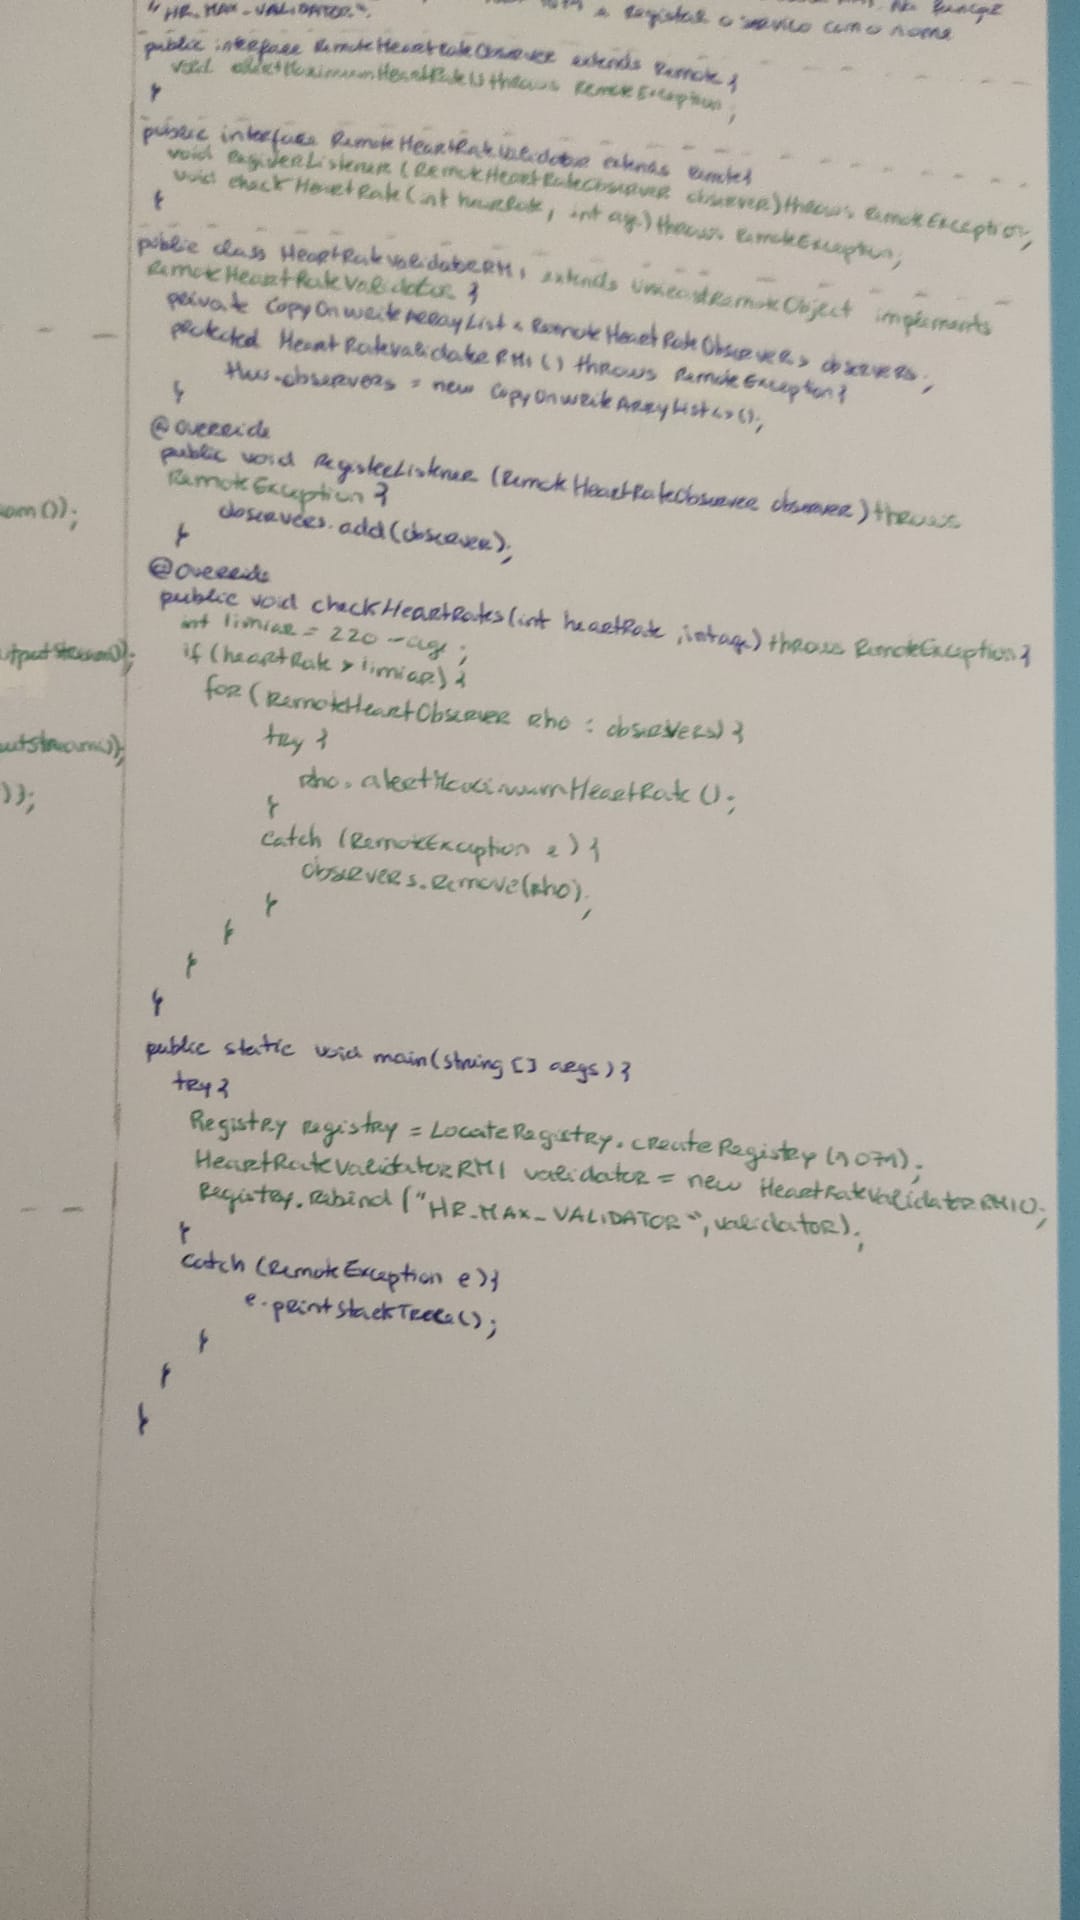 a registar o serviço com o nome
"HR_MAX_VALIDATOR".
public interface RemoteHeartRateObserver extends Remote {
void alertMaximumHeartRate() throws RemoteException;
}
public interface RemoteHeartRateValidator extends Remote {
void registerListener (RemoteHeartRateObserver observer) throws RemoteException;
void checkHeartRate (int heartRate, int age) throws RemoteException;
}
public class HeartRateValidatorRMI extends UnicastRemoteObject implements
RemoteHeartRateValidator {
private CopyOnWriteArrayList < RemoteHeartRateObserver > observers;
protected HeartRateValidatorRMI () throws RemoteException {
this.observers = new CopyOnWriteArrayList <> ();
}
@Override
public void RegisterListener (RemoteHeartRateObserver observer) throws
RemoteException {
observers.add (observer);
}
@Override
public void checkHeartRates (int heartRate, int age) throws RemoteException {
int limiar = 220 - age;
if (heartRate > limiar) {
for (RemoteHeartObserver rho : observers) {
try {
rho.alertMaximumHeartRate ();
}
catch (RemoteException e) {
observers.remove(rho);
}
}
}
}
public static void main (string [] args) {
try {
Registry registry = LocateRegistry.createRegistry (1071);
HeartRateValidatorRMI validator = new HeartRateValidatorRMI();
Registry.rebind ("HR_MAX_VALIDATOR", validator);
}
catch (RemoteException e) {
e.printStackTrace();
}
}
}
eam());
utputStream());
utstream());
));